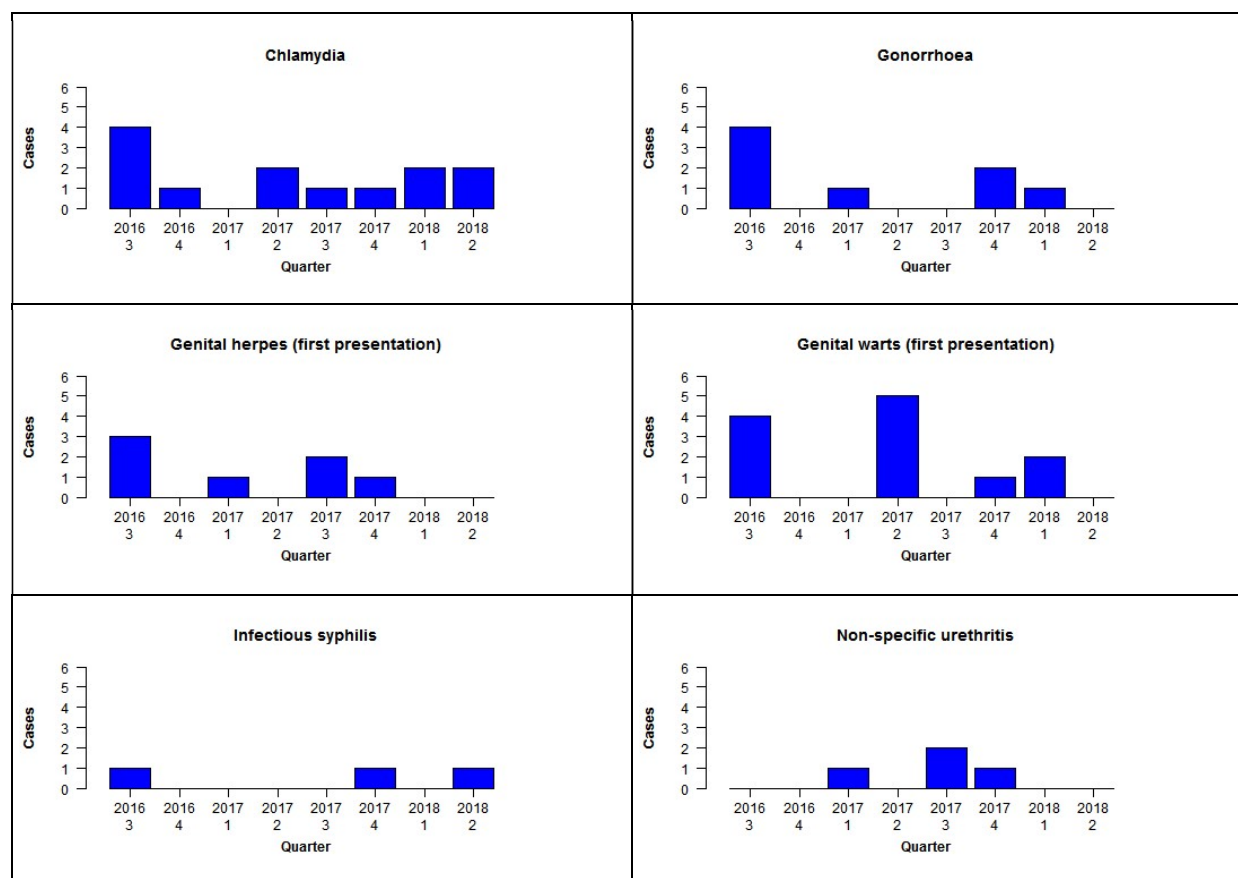 Chlamydia
6
5
4
3
2
1
0
Cases
2016 2016 2017 2017 2017 2017 2018 2018
3 4 1 2 3 4 1 2
Quarter
Gonorrhoea
6
5
4
3
2
1
0
Cases
2016 2016 2017 2017 2017 2017 2018 2018
3 4 1 2 3 4 1 2
Quarter
Genital herpes (first presentation)
6
5
4
3
2
1
0
Cases
2016 2016 2017 2017 2017 2017 2018 2018
3 4 1 2 3 4 1 2
Quarter
Genital warts (first presentation)
6
5
4
3
2
1
0
Cases
2016 2016 2017 2017 2017 2017 2018 2018
3 4 1 2 3 4 1 2
Quarter
Infectious syphilis
6
5
4
3
2
1
0
Cases
2016 2016 2017 2017 2017 2017 2018 2018
3 4 1 2 3 4 1 2
Quarter
Non-specific urethritis
6
5
4
3
2
1
0
Cases
2016 2016 2017 2017 2017 2017 2018 2018
3 4 1 2 3 4 1 2
Quarter